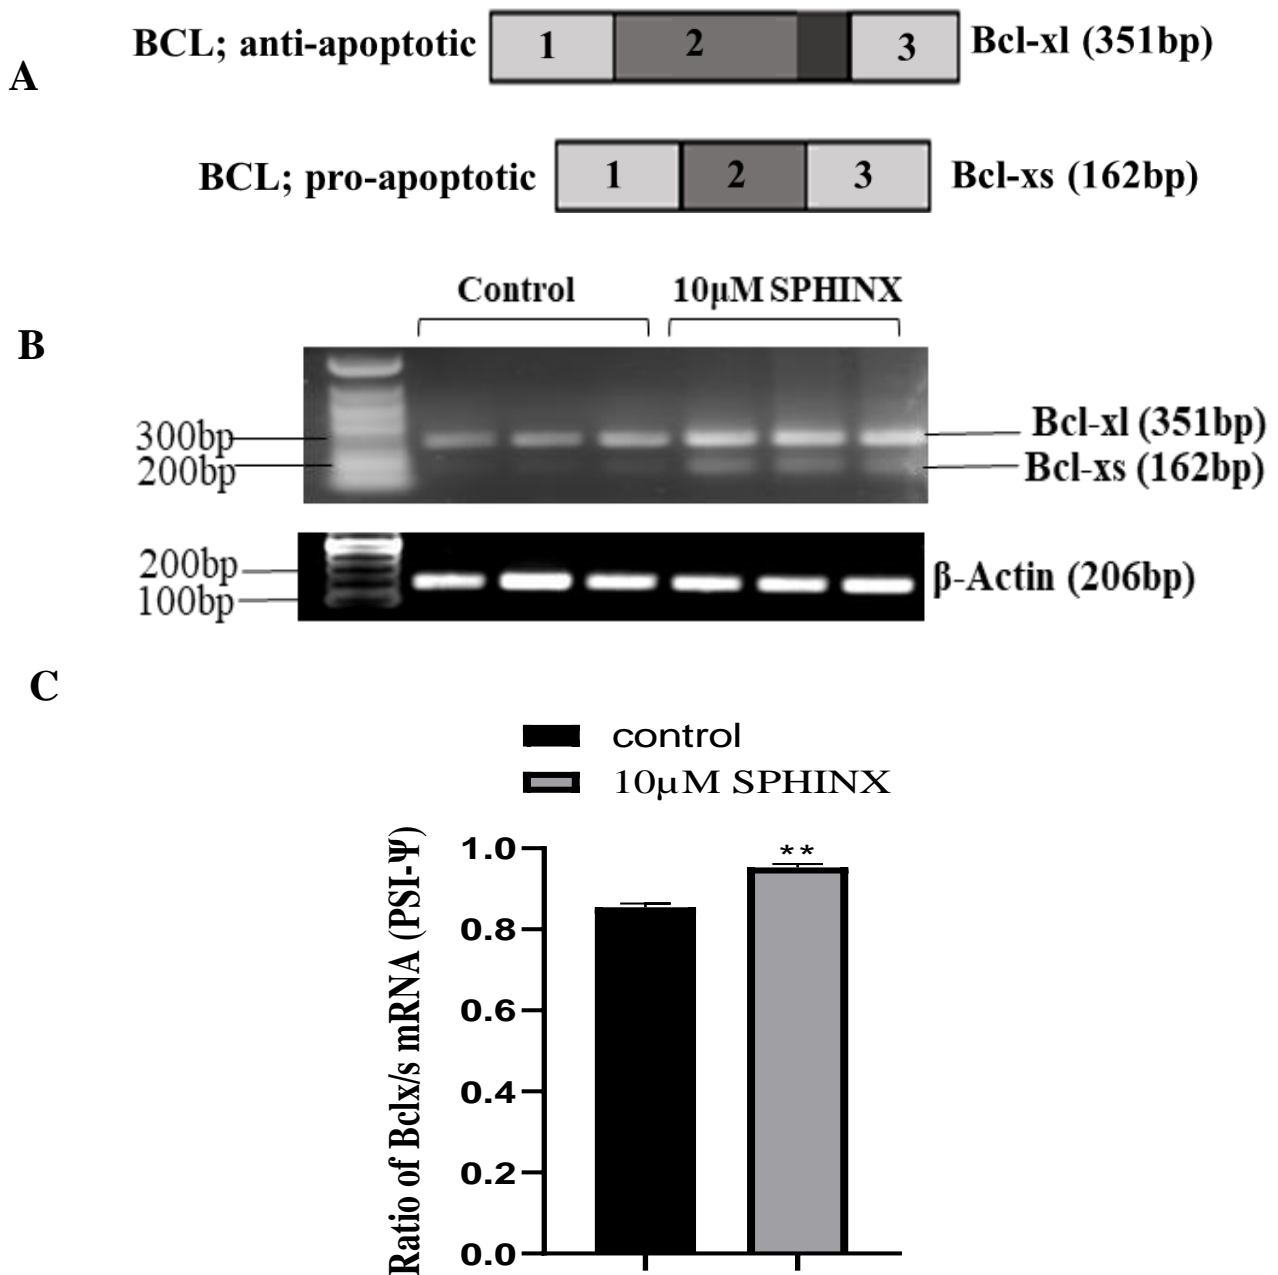 A
BCL; anti-apoptotic 1 2 3 Bcl-xl (351bp)
BCL; pro-apoptotic 1 2 3 Bcl-xs (162bp)
B
Control 10μM SPHINX
300bp
200bp
Bcl-xl (351bp)
Bcl-xs (162bp)
200bp
100bp
β-Actin (206bp)
C
control
10μM SPHINX
Ratio of Bclx/s mRNA (PSI-Ψ)
1.0
0.8
0.6
0.4
0.2
0.0
**